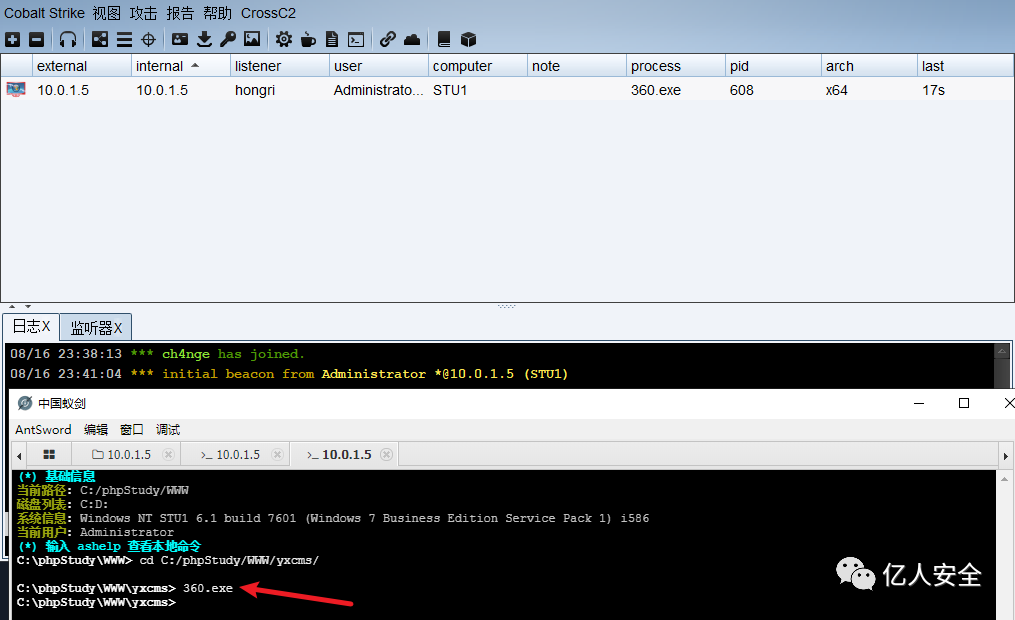 Cobalt Strike 视图 攻击 报告 帮助 CrossC2
external internal listener user computer note process pid arch last
10.0.1.5 10.0.1.5 hongri Administrato... STU1 360.exe 608 x64 17s
日志X 监听器X
08/16 23:38:13 *** ch4nge has joined.
08/16 23:41:04 *** initial beacon from Administrator *@10.0.1.5 (STU1)
中国蚁剑
AntSword 编辑 窗口 调试
10.0.1.5 >_ 10.0.1.5 >_ 10.0.1.5
(*) 基础信息
当前路径: C:/phpStudy/WWW
磁盘列表: C:D:
系统信息: Windows NT STU1 6.1 build 7601 (Windows 7 Business Edition Service Pack 1) i586
当前用户: Administrator
(*) 输入 ashelp 查看本地命令
C:\phpStudy\WWW> cd C:/phpStudy/WWW/yxcms/
C:\phpStudy\WWW\yxcms> 360.exe
C:\phpStudy\WWW\yxcms>
亿人安全